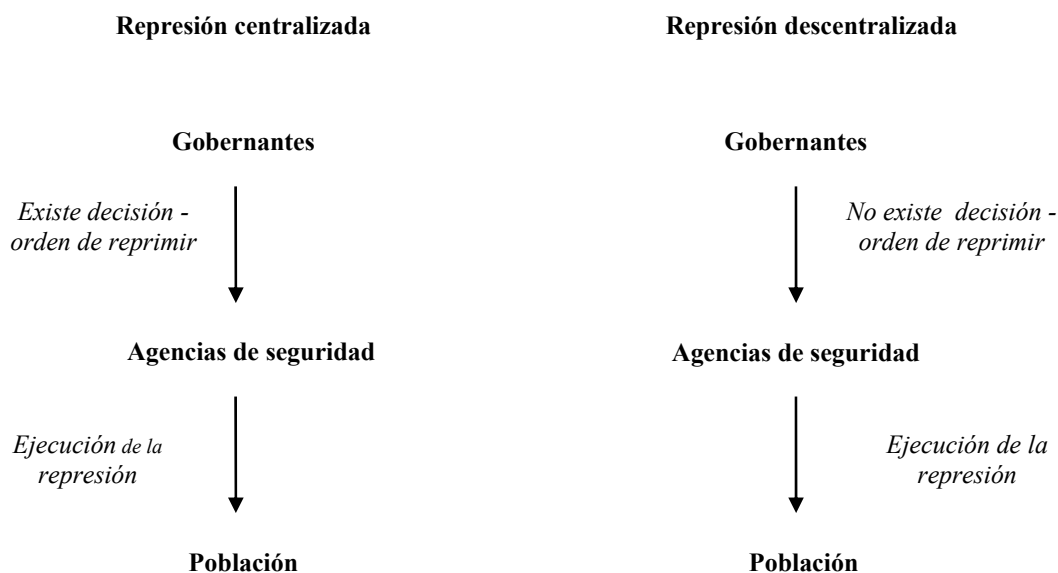 Represión centralizada
Represión descentralizada
Gobernantes
Gobernantes
Existe decisión -
orden de reprimir
No existe decisión -
orden de reprimir
Agencias de seguridad
Agencias de seguridad
Ejecución de la
represión
Ejecución de la
represión
Población
Población